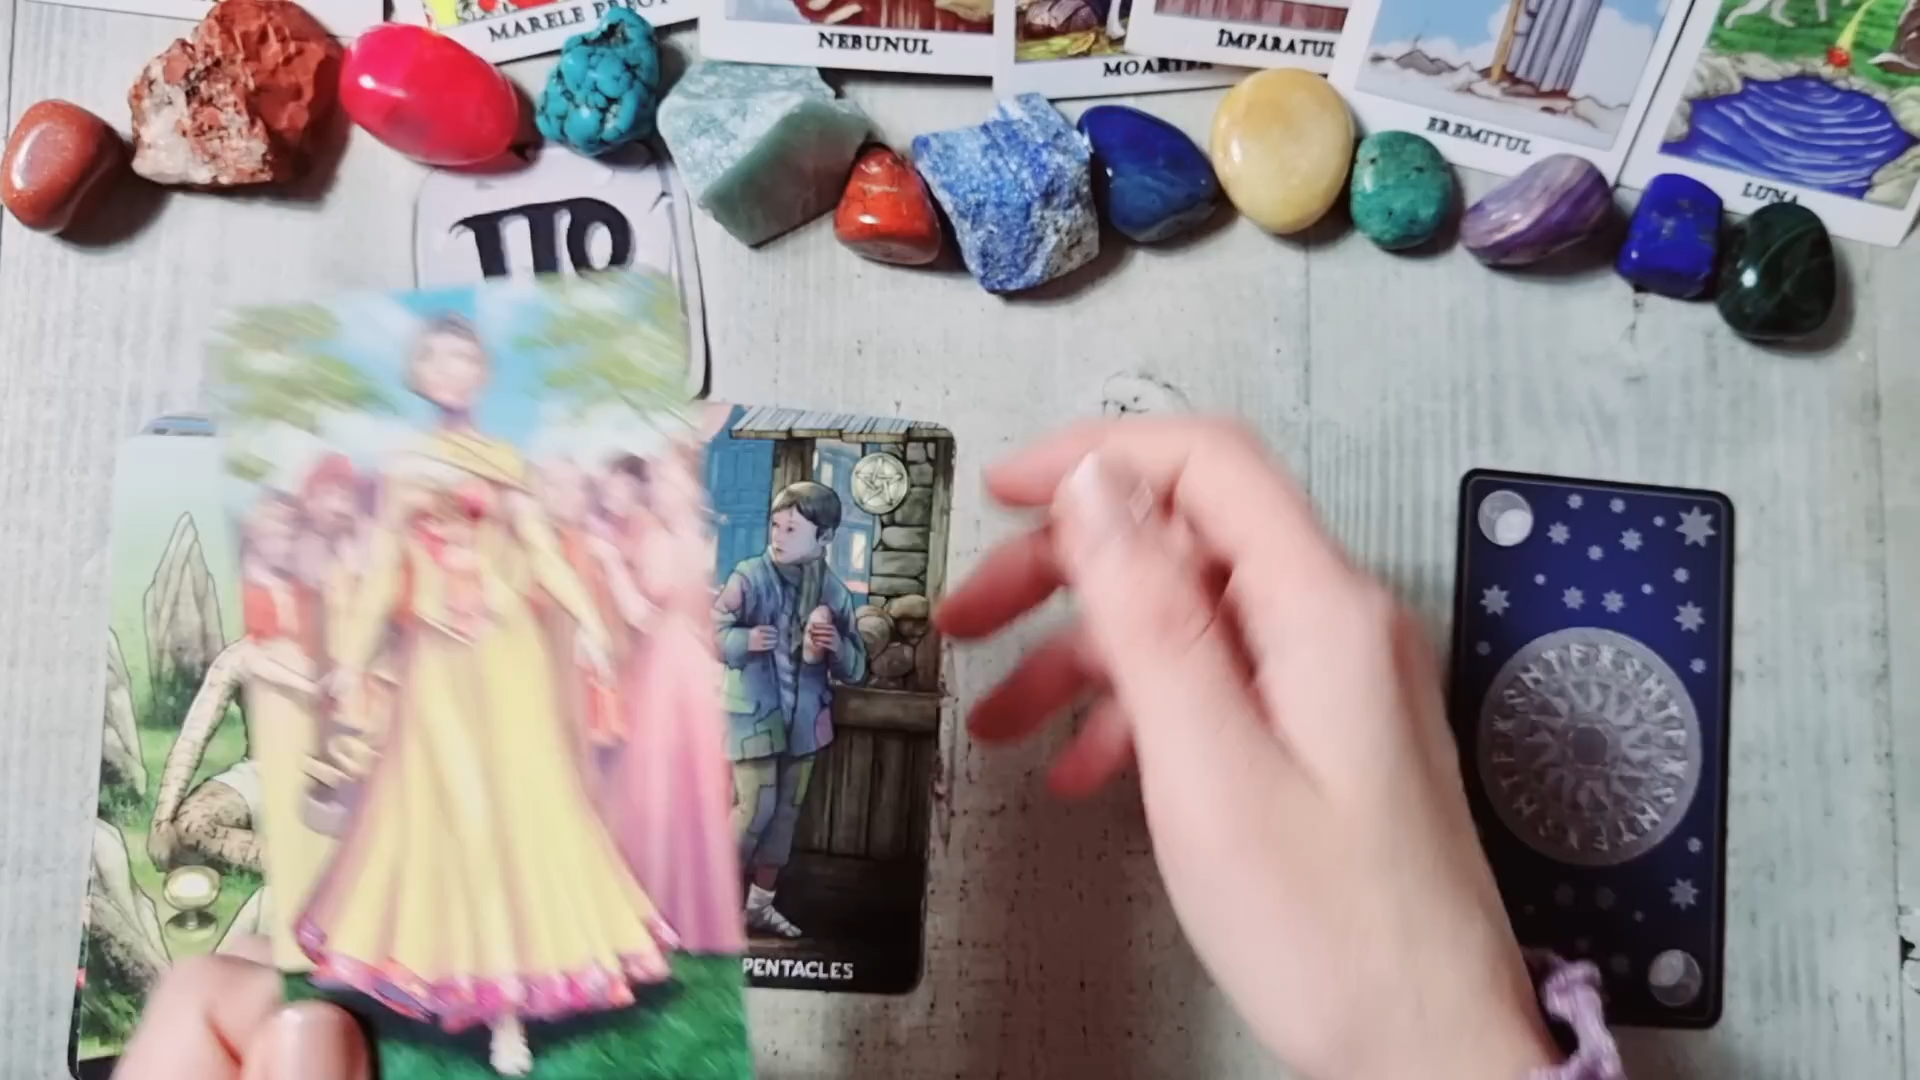 MARELE PREOT
NEBUNUL
MOARTEA
ÎMPĂRATUL
EREMITUL
LUNA
PENTACLES